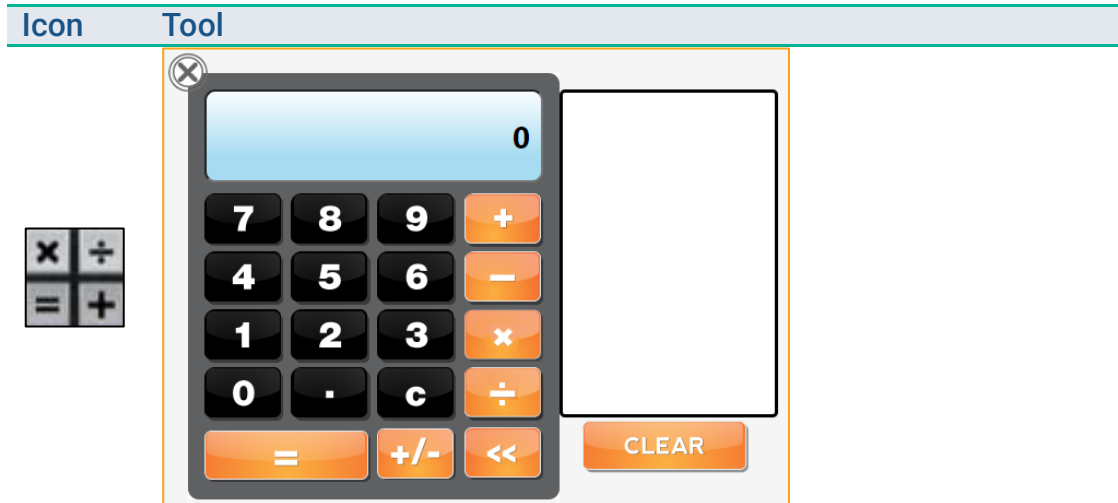 Icon Tool
0
7 8 9 +
× ÷
4 5 6 −
= +
1 2 3 ×
0 . c ÷
= +/- <<
CLEAR